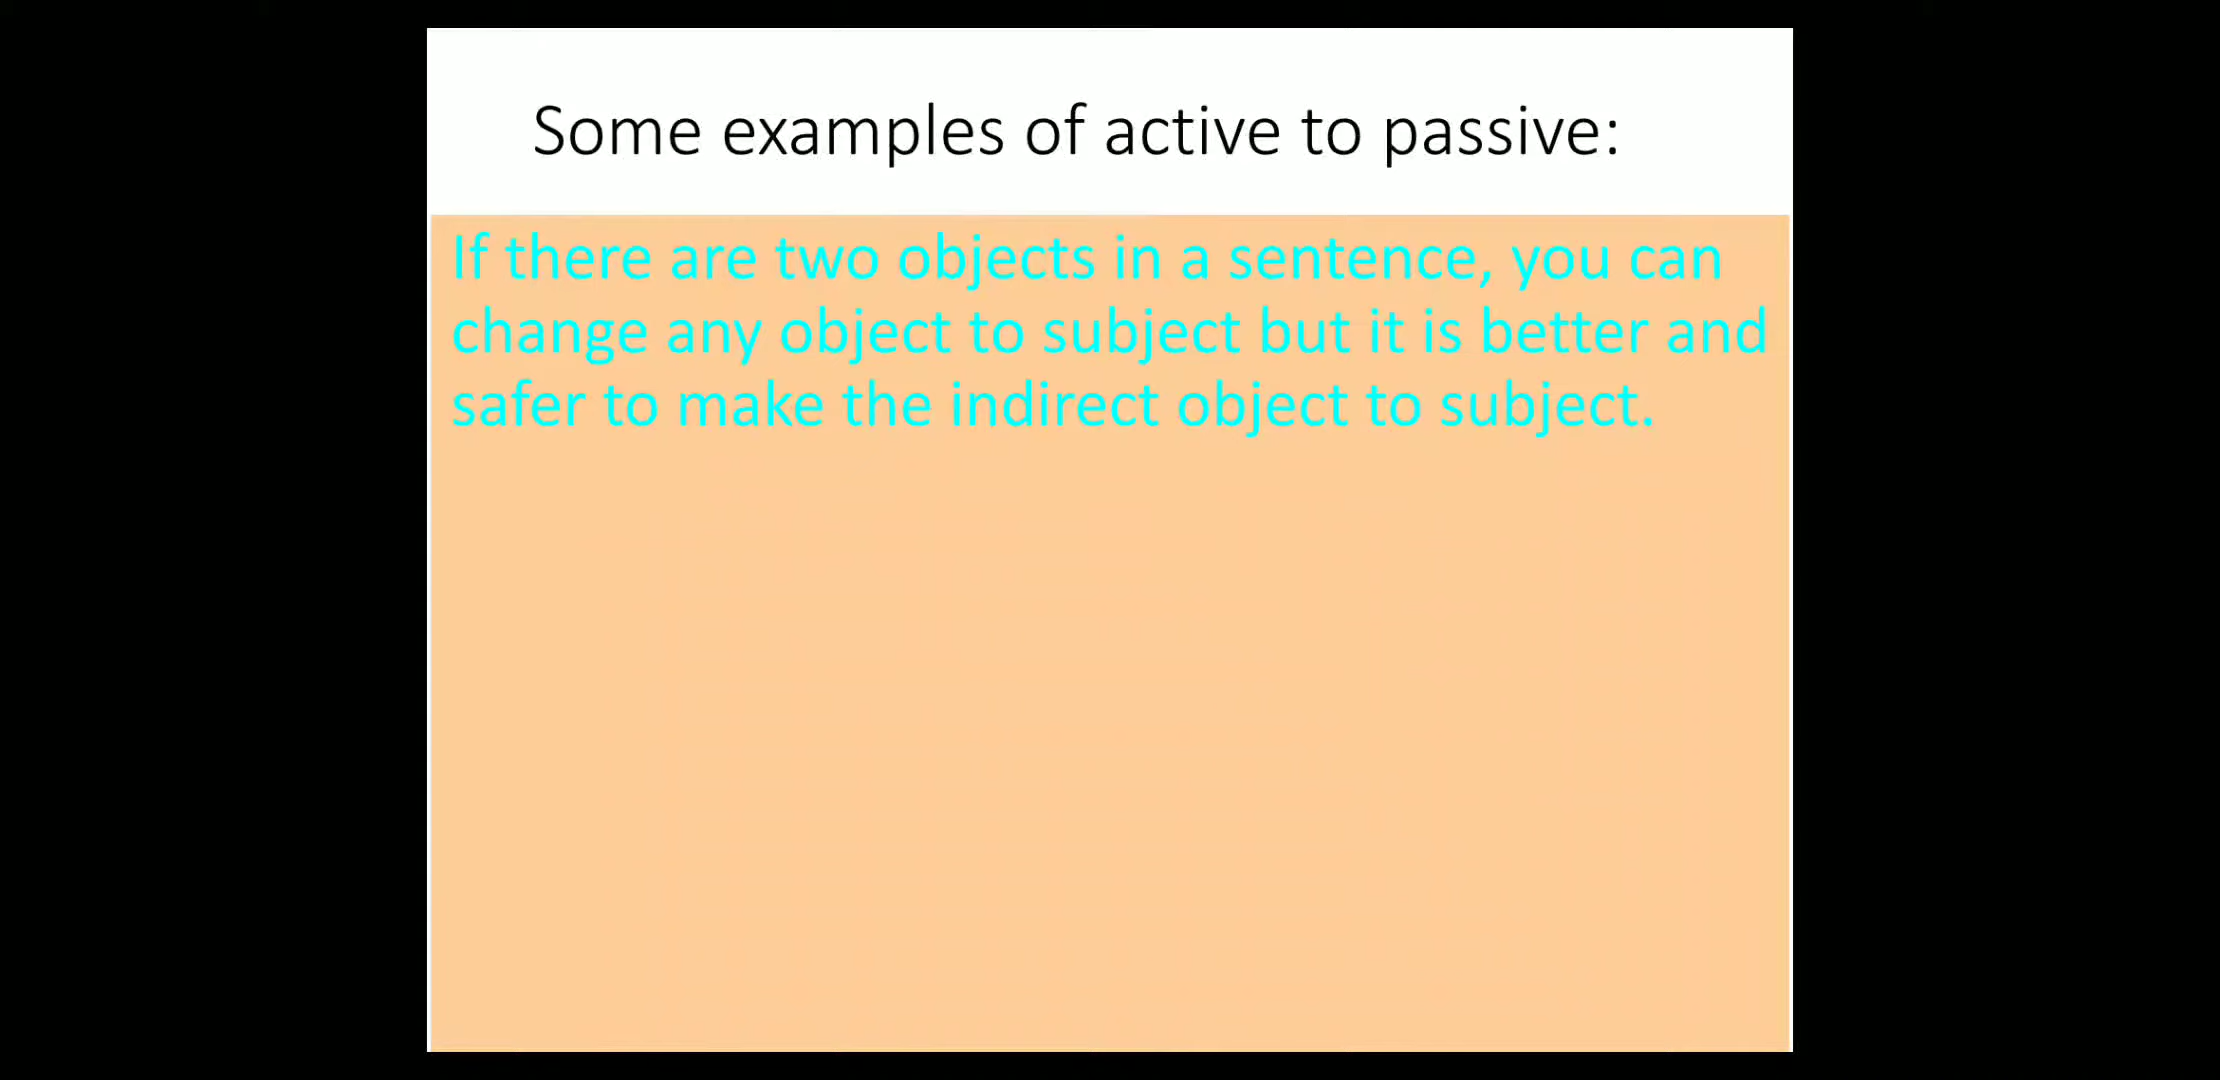 Some examples of active to passive:
If there are two objects in a sentence, you can
change any object to subject but it is better and
safer to make the indirect object to subject.